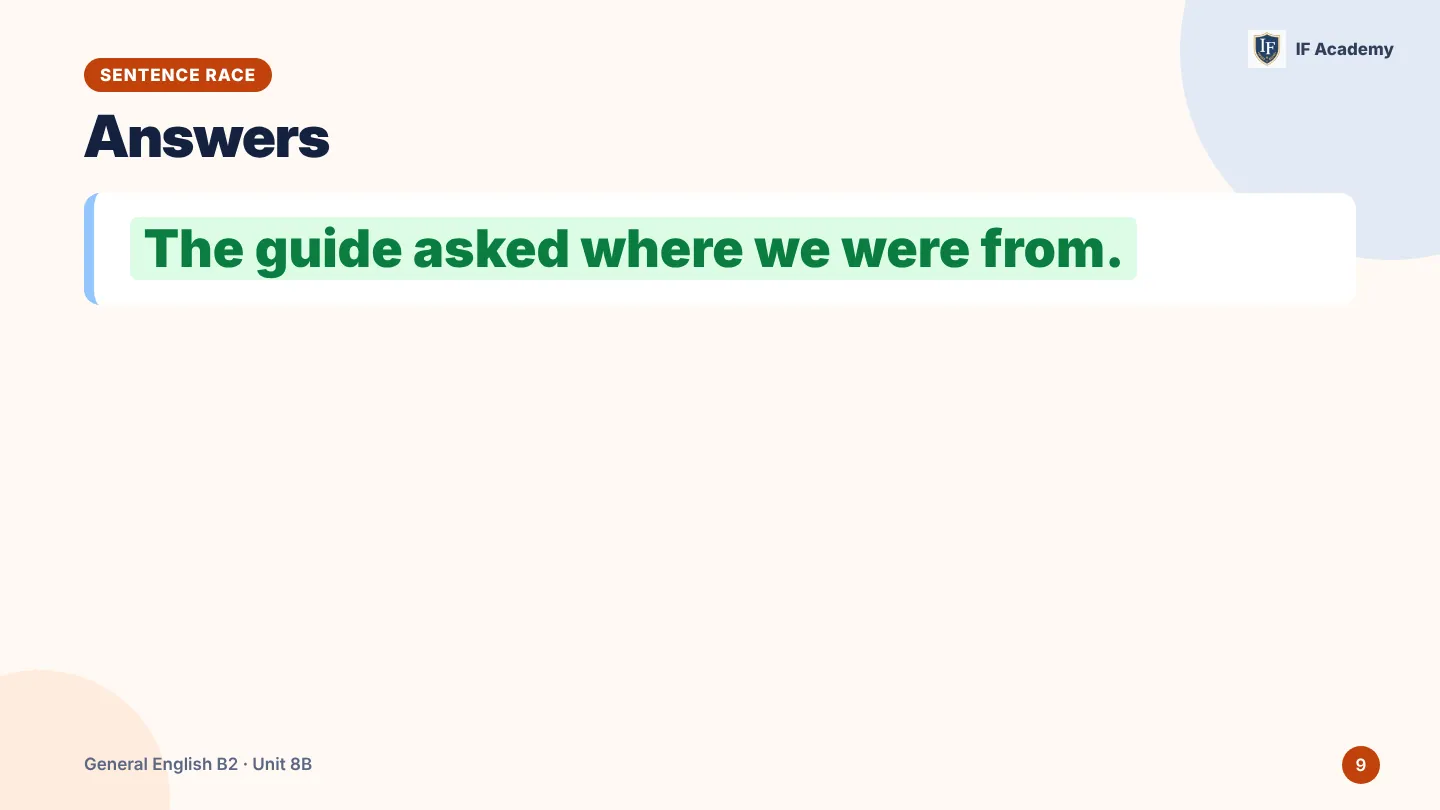 IF Academy
SENTENCE RACE
Answers
The guide asked where we were from.
General English B2 · Unit 8B
9